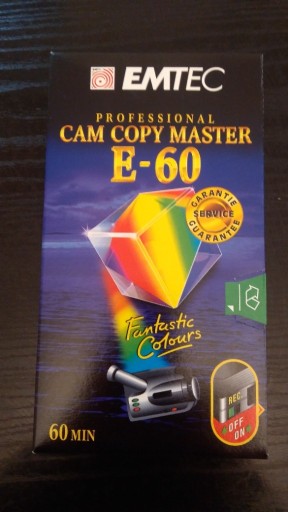 EMTEC
PROFESSIONAL
CAM COPY MASTER
E-60
GARANTIE
SERVICE
GUARANTEE
Fantastic
Colours
REC
OFF
ON
60 MIN